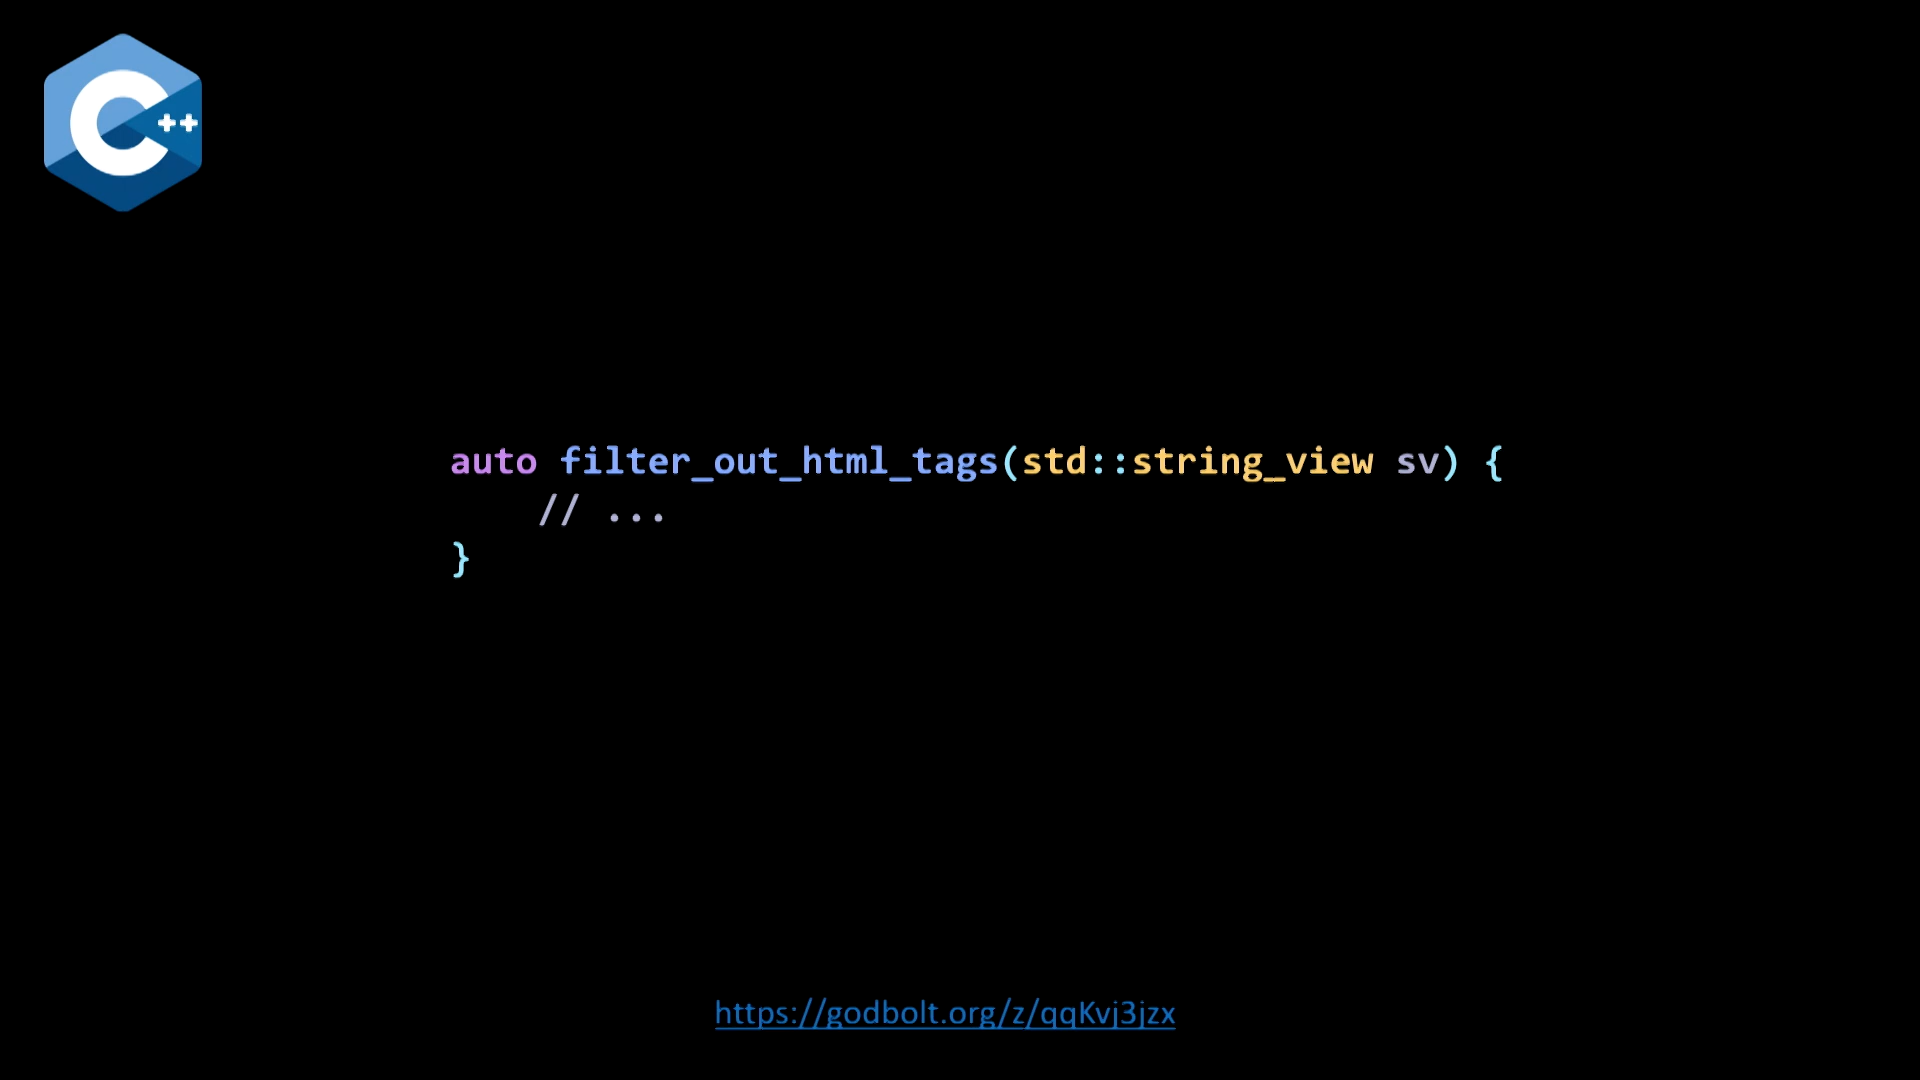 C++
auto filter_out_html_tags(std::string_view sv) {
    // ...
}
https://godbolt.org/z/qqKvj3jzx